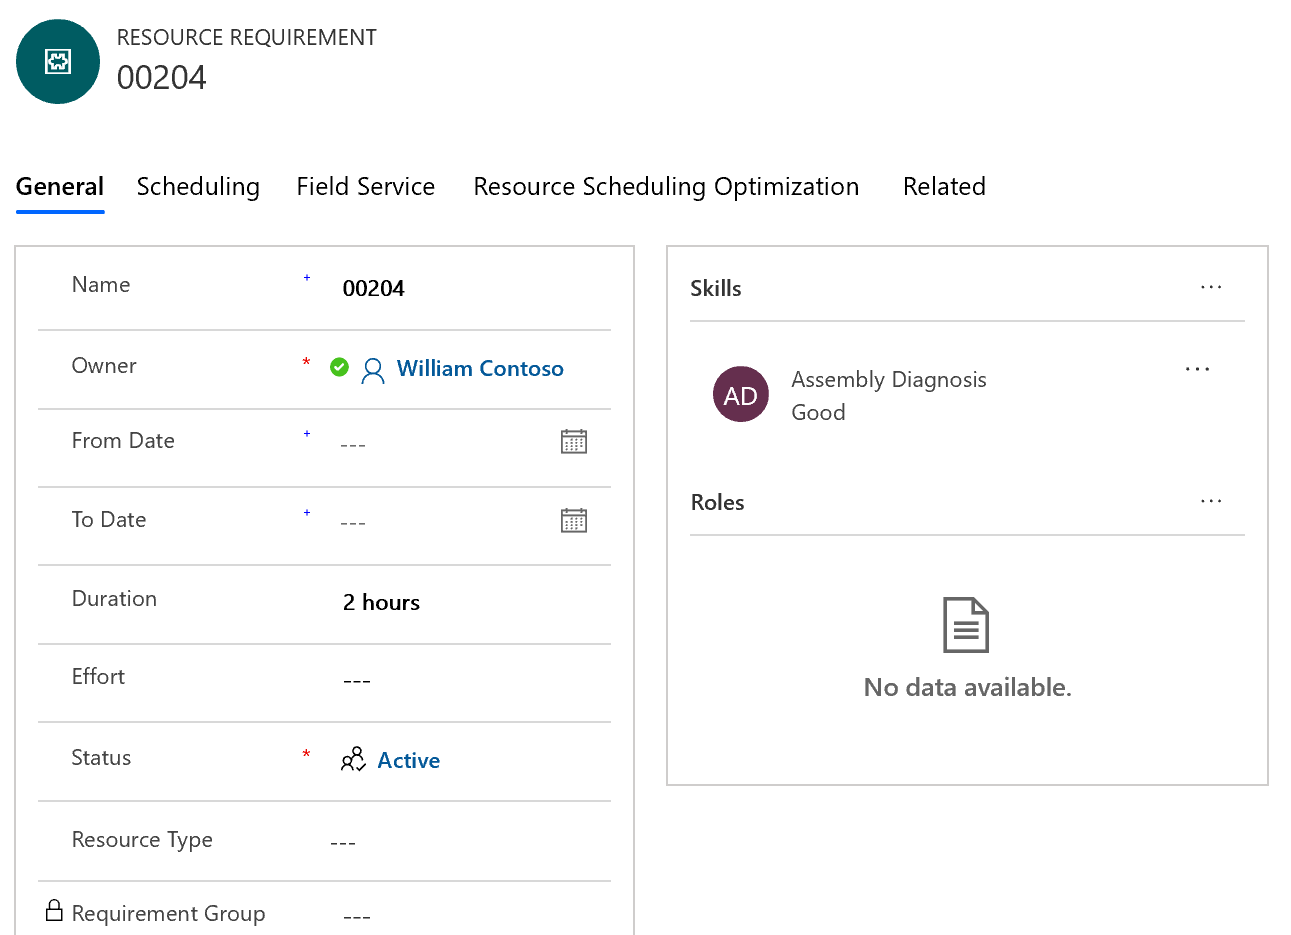 RESOURCE REQUIREMENT
00204
General Scheduling Field Service Resource Scheduling Optimization Related
Name + 00204
Owner * William Contoso
From Date + ---
To Date + ---
Duration 2 hours
Effort ---
Status * Active
Resource Type ---
Requirement Group ---
Skills ...
AD Assembly Diagnosis ...
Good
Roles ...
No data available.